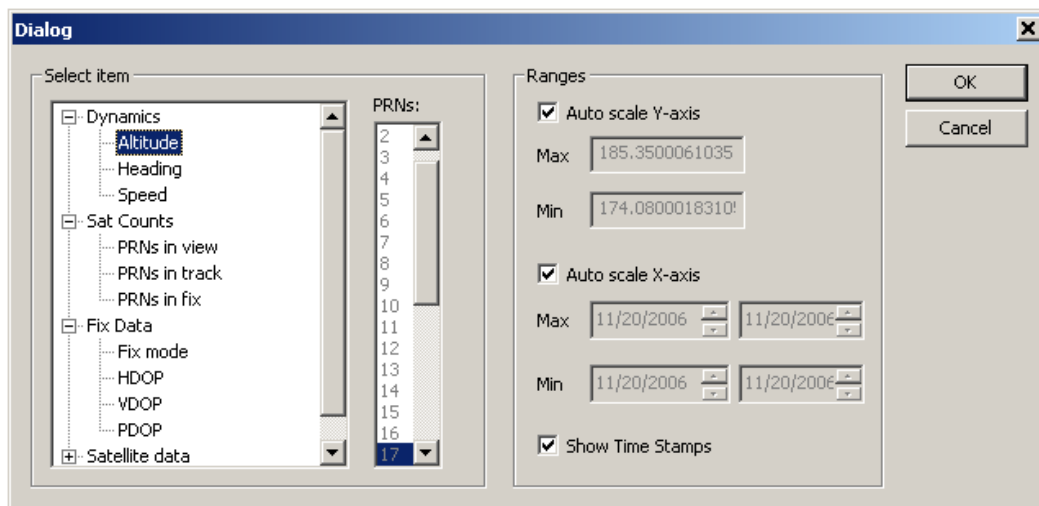 Dialog
Select item
Dynamics
Altitude
Heading
Speed
Sat Counts
PRNs in view
PRNs in track
PRNs in fix
Fix Data
Fix mode
HDOP
VDOP
PDOP
Satellite data
PRNs:
2
3
4
5
6
7
8
9
10
11
12
13
14
15
16
17
Ranges
Auto scale Y-axis
Max 185.3500061035
Min 174.0800018310
Auto scale X-axis
Max 11/20/2006 11/20/2006
Min 11/20/2006 11/20/2006
Show Time Stamps
OK
Cancel